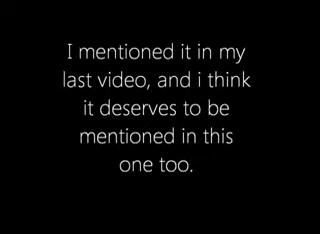 I mentioned it in my
last video, and i think
it deserves to be
mentioned in this
one too.